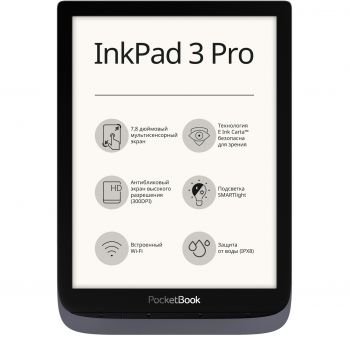 InkPad 3 Pro
7,8 дюймовый
мультисенсорный
экран
Технология
E Ink Carta™
безопасна
для зрения
HD
Антибликовый
экран высокого
разрешения
(300DPI)
Подсветка
SMARTlight
Встроенный
Wi-Fi
Защита
от воды (IPX8)
PocketBook